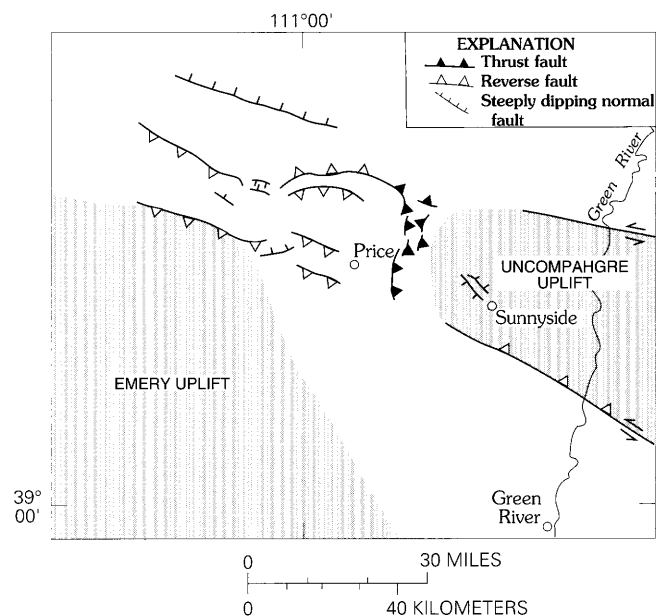 111°00'
EXPLANATION
Thrust fault
Reverse fault
Steeply dipping normal
fault
Green River
Price
UNCOMPAHGRE
UPLIFT
Sunnyside
EMERY UPLIFT
39°
00'
Green
River
0 30 MILES
0 40 KILOMETERS